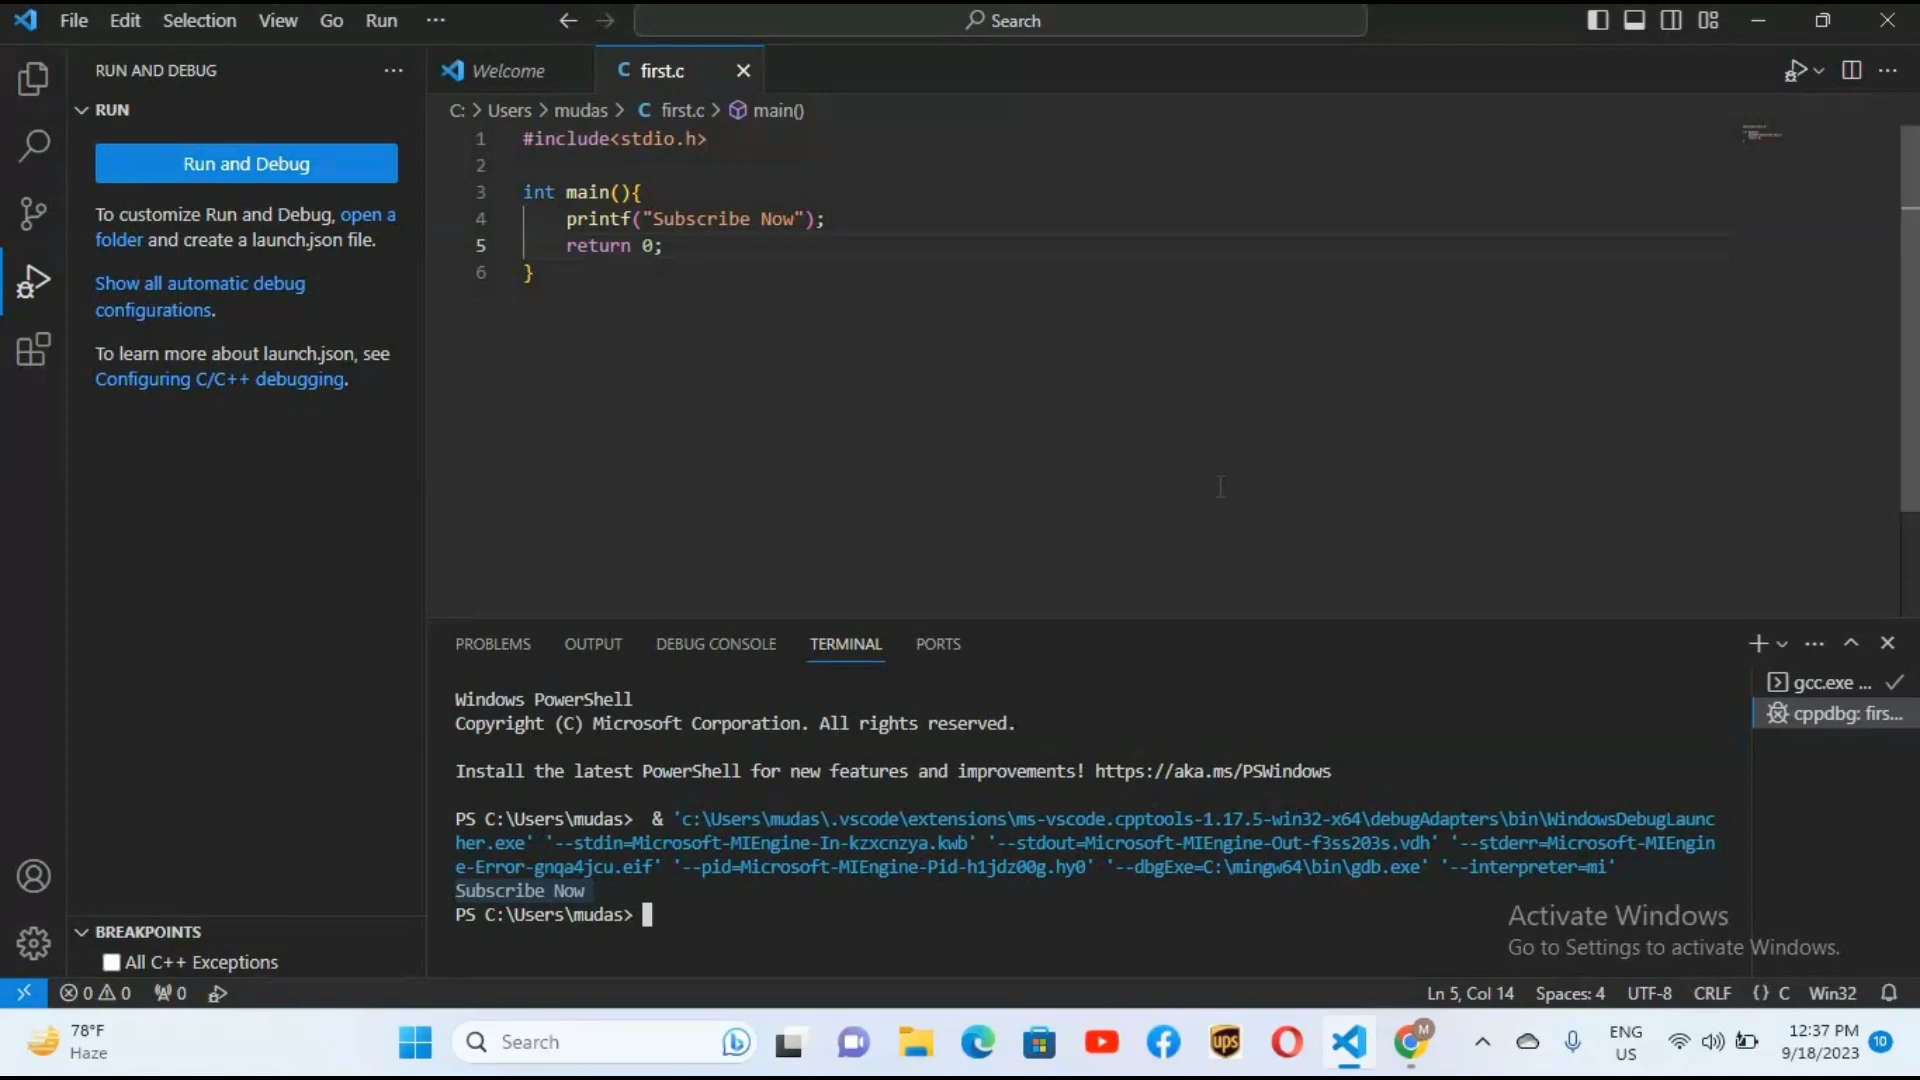 File Edit Selection View Go Run ···
Search
RUN AND DEBUG
RUN
Run and Debug
To customize Run and Debug, open a
folder and create a launch.json file.
Show all automatic debug
configurations.
To learn more about launch.json, see
Configuring C/C++ debugging.
BREAKPOINTS
All C++ Exceptions
Welcome
C first.c
C: > Users > mudas > C first.c > main()
1 #include<stdio.h>
2
3 int main(){
4 printf("Subscribe Now");
5 return 0;
6 }
PROBLEMS OUTPUT DEBUG CONSOLE TERMINAL PORTS
gcc.exe ...
cppdbg: firs...
Windows PowerShell
Copyright (C) Microsoft Corporation. All rights reserved.
Install the latest PowerShell for new features and improvements! https://aka.ms/PSWindows
PS C:\Users\mudas> & 'c:\Users\mudas\.vscode\extensions\ms-vscode.cpptools-1.17.5-win32-x64\debugAdapters\bin\WindowsDebugLaunc
her.exe' '--stdin=Microsoft-MIEngine-In-kzxcnzya.kwb' '--stdout=Microsoft-MIEngine-Out-f3ss203s.vdh' '--stderr=Microsoft-MIEngin
e-Error-gnqa4jcu.eif' '--pid=Microsoft-MIEngine-Pid-h1jdz00g.hy0' '--dbgExe=C:\mingw64\bin\gdb.exe' '--interpreter=mi'
Subscribe Now
PS C:\Users\mudas>
Activate Windows
Go to Settings to activate Windows.
0 0 0
Ln 5, Col 14 Spaces: 4 UTF-8 CRLF {} C Win32
78°F
Haze
Search
ups
M
ENG
US
12:37 PM
9/18/2023
10